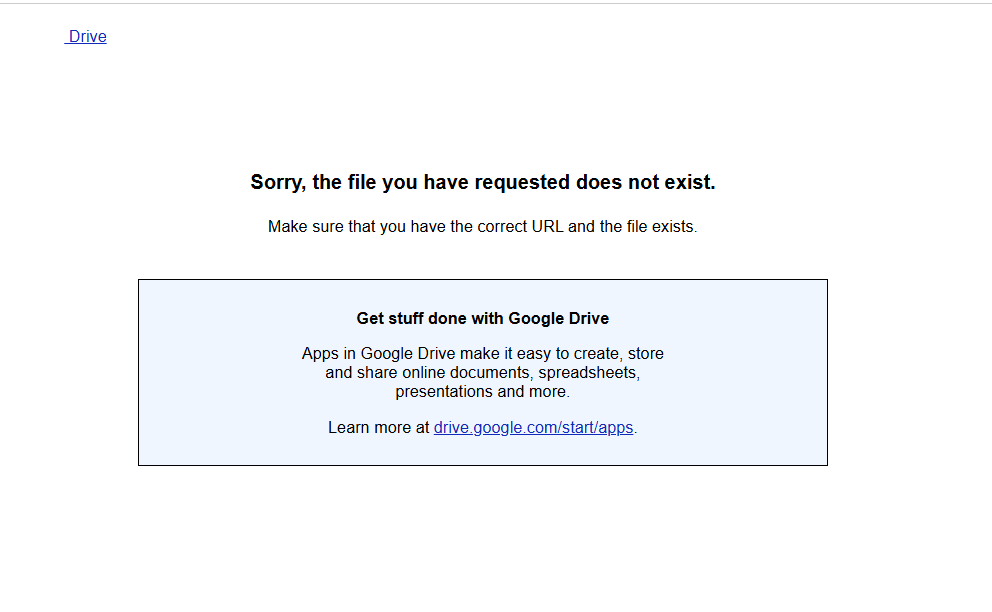 Drive
Sorry, the file you have requested does not exist.
Make sure that you have the correct URL and the file exists.
Get stuff done with Google Drive
Apps in Google Drive make it easy to create, store
and share online documents, spreadsheets,
presentations and more.
Learn more at drive.google.com/start/apps.